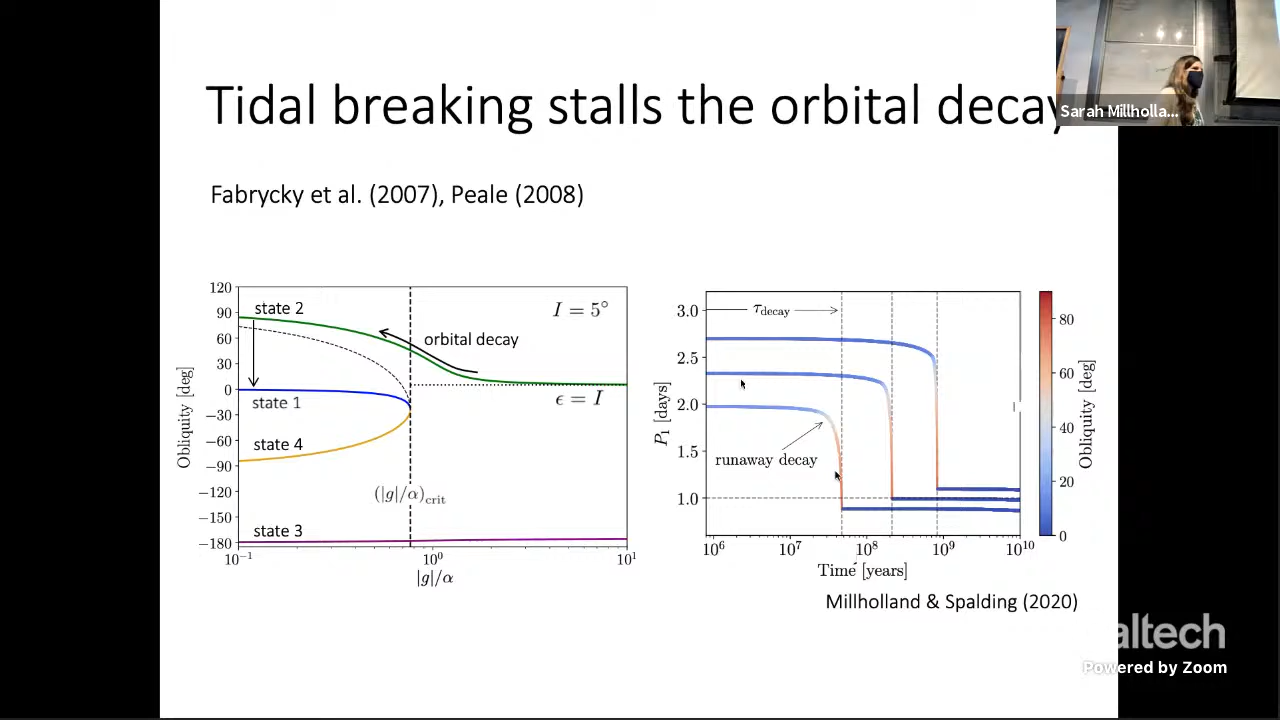 Tidal breaking stalls the orbital decay
Sarah Millholla...
Fabrycky et al. (2007), Peale (2008)
120
90
60
30
0
−30
−60
−90
−120
−150
−180
Obliquity [deg]
state 2
I = 5°
orbital decay
state 1
ϵ = I
state 4
(|g|/α)crit
state 3
10⁻¹
10⁰
10¹
|g|/α
3.0
2.5
2.0
1.5
1.0
P₁ [days]
τdecay
runaway decay
10⁶
10⁷
10⁸
10⁹
10¹⁰
Time [years]
80
60
40
20
0
Obliquity [deg]
Millholland & Spalding (2020)
altech
Powered by Zoom